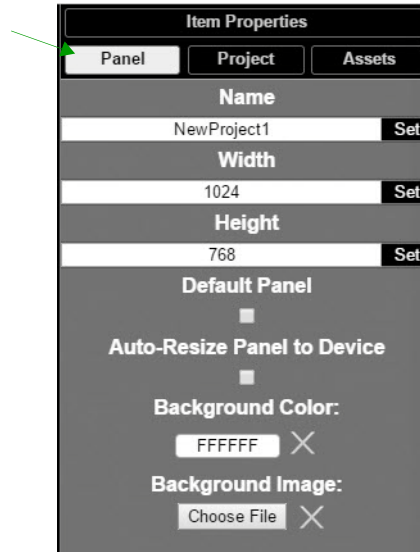 Item Properties
Panel Project Assets
Name
NewProject1 Set
Width
1024 Set
Height
768 Set
Default Panel
Auto-Resize Panel to Device
Background Color:
FFFFFF
Background Image:
Choose File